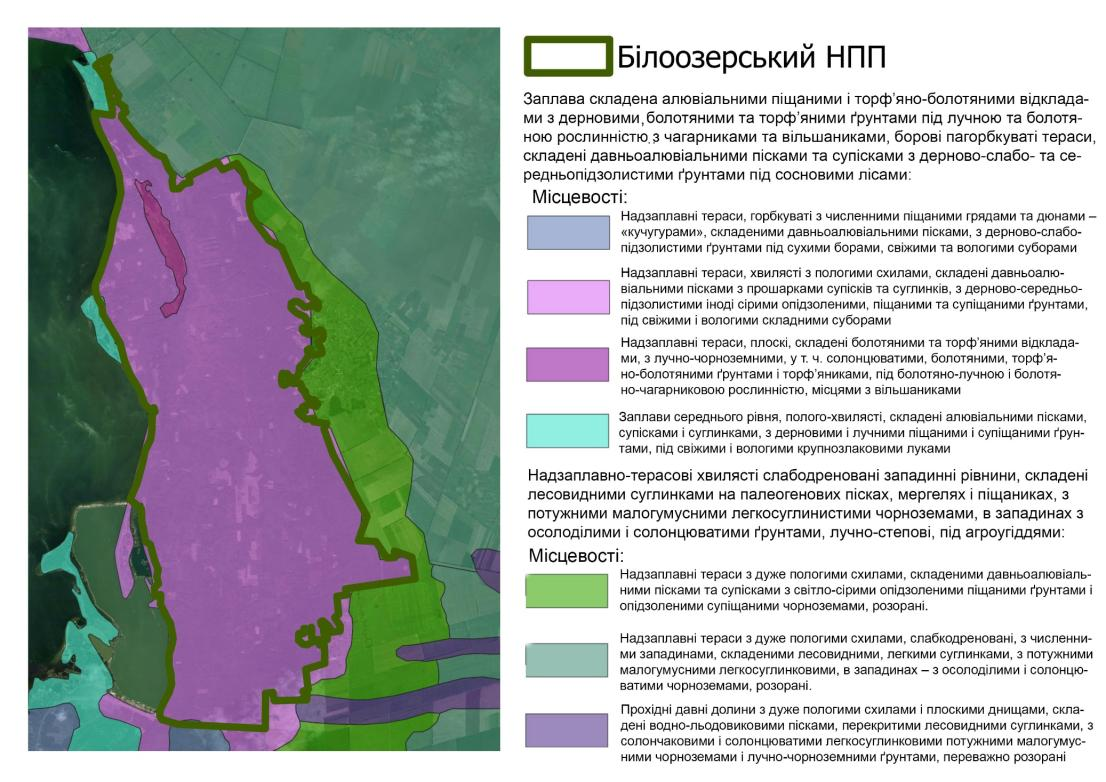 Білоозерський НПП
Заплава складена алювіальними піщаними і торф'яно-болотяними відклада-
ми з дерновими, болотяними та торф'яними ґрунтами під лучною та болотя-
ною рослинністю з чагарниками та вільшаниками, борові пагорбкуваті тераси,
складені давньоалювіальними пісками та супісками з дерново-слабо- та се-
редньопідзолистими ґрунтами під сосновими лісами:
Місцевості:
Надзаплавні тераси, горбкуваті з численними піщаними грядами та дюнами –
«кучугурами», складеними давньоалювіальними пісками, з дерново-слабо-
підзолистими ґрунтами під сухими борами, свіжими та вологими суборами
Надзаплавні тераси, хвилясті з пологими схилами, складені давньоалю-
віальними пісками з прошарками супісків та суглинків, з дерново-середньо-
підзолистими іноді сірими опідзоленими, піщаними та супіщаними ґрунтами,
під свіжими і вологими складними суборами
Надзаплавні тераси, плоскі, складені болотяними та торф'яними відклада-
ми, з лучно-чорноземними, у т. ч. солонцюватими, болотяними, торф'я-
но-болотяними ґрунтами і торф'яниками, під болотяно-лучною і болотя-
но-чагарниковою рослинністю, місцями з вільшаниками
Заплави середнього рівня, полого-хвилясті, складені алювіальними пісками,
супісками і суглинками, з дерновими і лучними піщаними і супіщаними ґрун-
тами, під свіжими і вологими крупнозлаковими луками
Надзаплавно-терасові хвилясті слабодреновані западинні рівнини, складені
лесовидними суглинками на палеогенових пісках, мергелях і піщаниках, з
потужними малогумусними легкосуглинистими чорноземами, в западинах з
осолоділими і солонцюватими ґрунтами, лучно-степові, під агроугіддями:
Місцевості:
Надзаплавні тераси з дуже пологими схилами, складеними давньоалювіаль-
ними пісками та супісками з світло-сірими опідзоленими піщаними ґрунтами і
опідзоленими супіщаними чорноземами, розорані.
Надзаплавні тераси з дуже пологими схилами, слабкодреновані, з численни-
ми западинами, складеними лесовидними, легкими суглинками, з потужними
малогумусними легкосуглинковими, в западинах – з осолоділими і солонцю-
ватими чорноземами, розорані.
Прохідні давні долини з дуже пологими схилами і плоскими днищами, скла-
дені водно-льодовиковими пісками, перекритими лесовидними суглинками, з
солончаковими і солонцюватими легкосуглинковими потужними малогумус-
ними чорноземами і лучно-чорноземними ґрунтами, переважно розорані